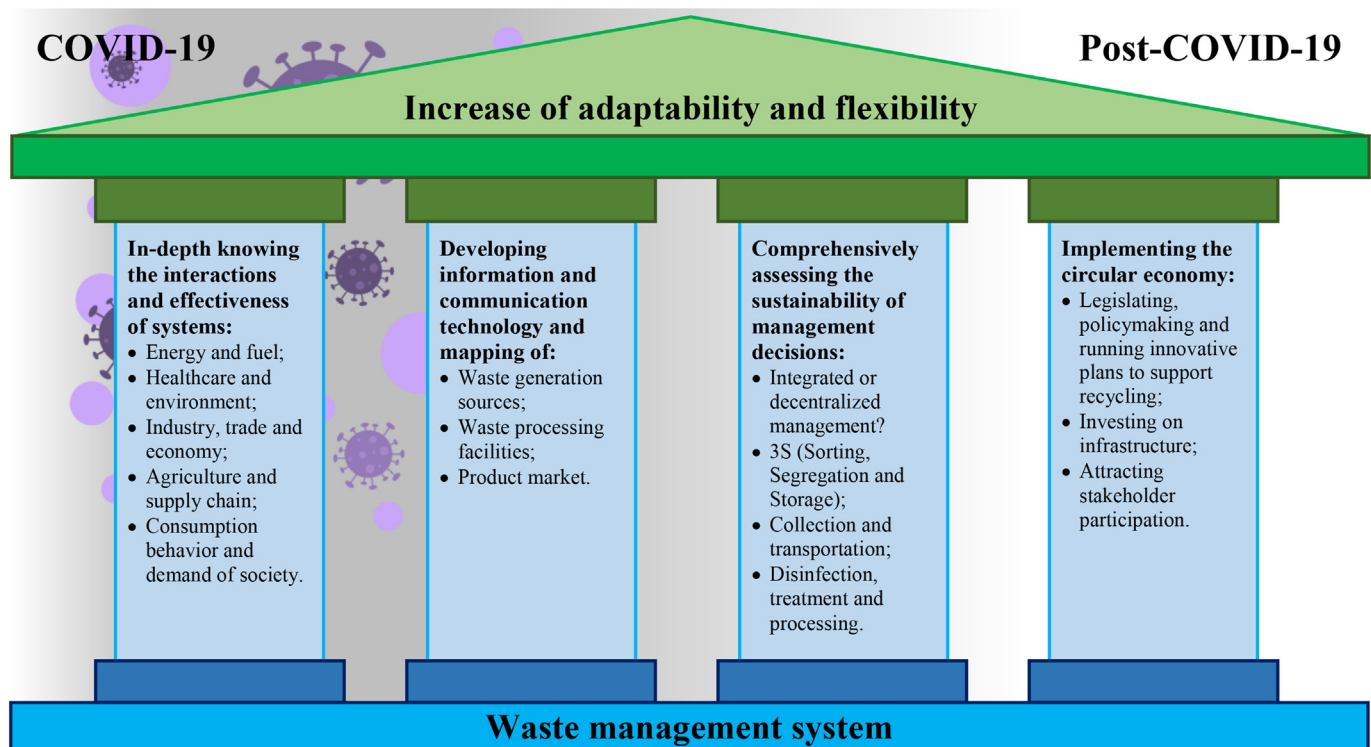 COVID-19
Post-COVID-19
Increase of adaptability and flexibility
In-depth knowing
the interactions
and effectiveness
of systems:
• Energy and fuel;
• Healthcare and
environment;
• Industry, trade and
economy;
• Agriculture and
supply chain;
• Consumption
behavior and
demand of society.
Developing
information and
communication
technology and
mapping of:
• Waste generation
sources;
• Waste processing
facilities;
• Product market.
Comprehensively
assessing the
sustainability of
management
decisions:
• Integrated or
decentralized
management?
• 3S (Sorting,
Segregation and
Storage);
• Collection and
transportation;
• Disinfection,
treatment and
processing.
Implementing the
circular economy:
• Legislating,
policymaking and
running innovative
plans to support
recycling;
• Investing on
infrastructure;
• Attracting
stakeholder
participation.
Waste management system